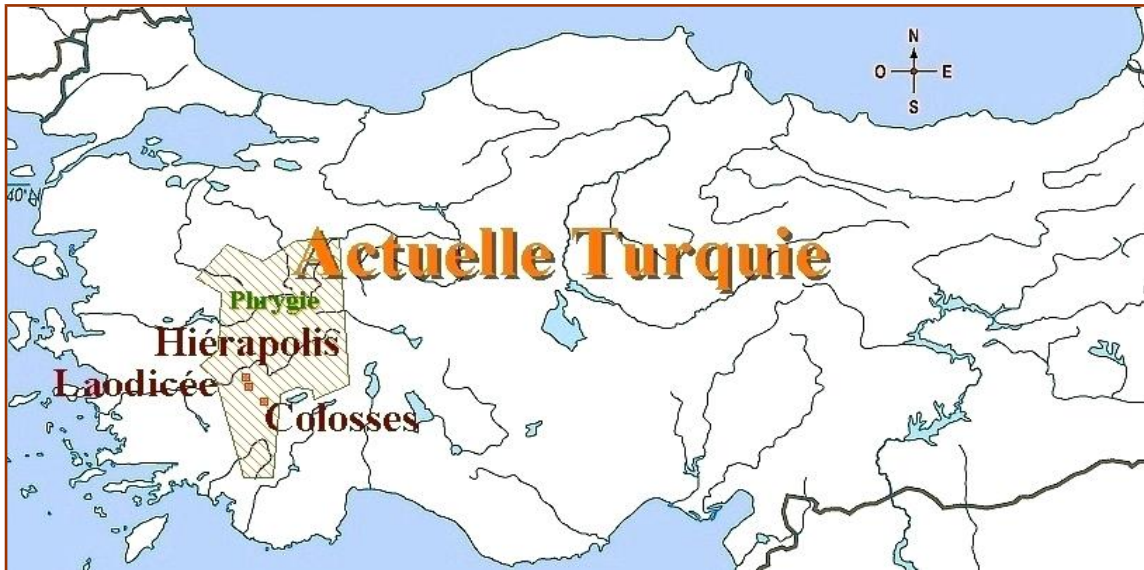 N
O E
S
40°
Actuelle Turquie
Phrygie
Hiérapolis
Laodicée
Colosses